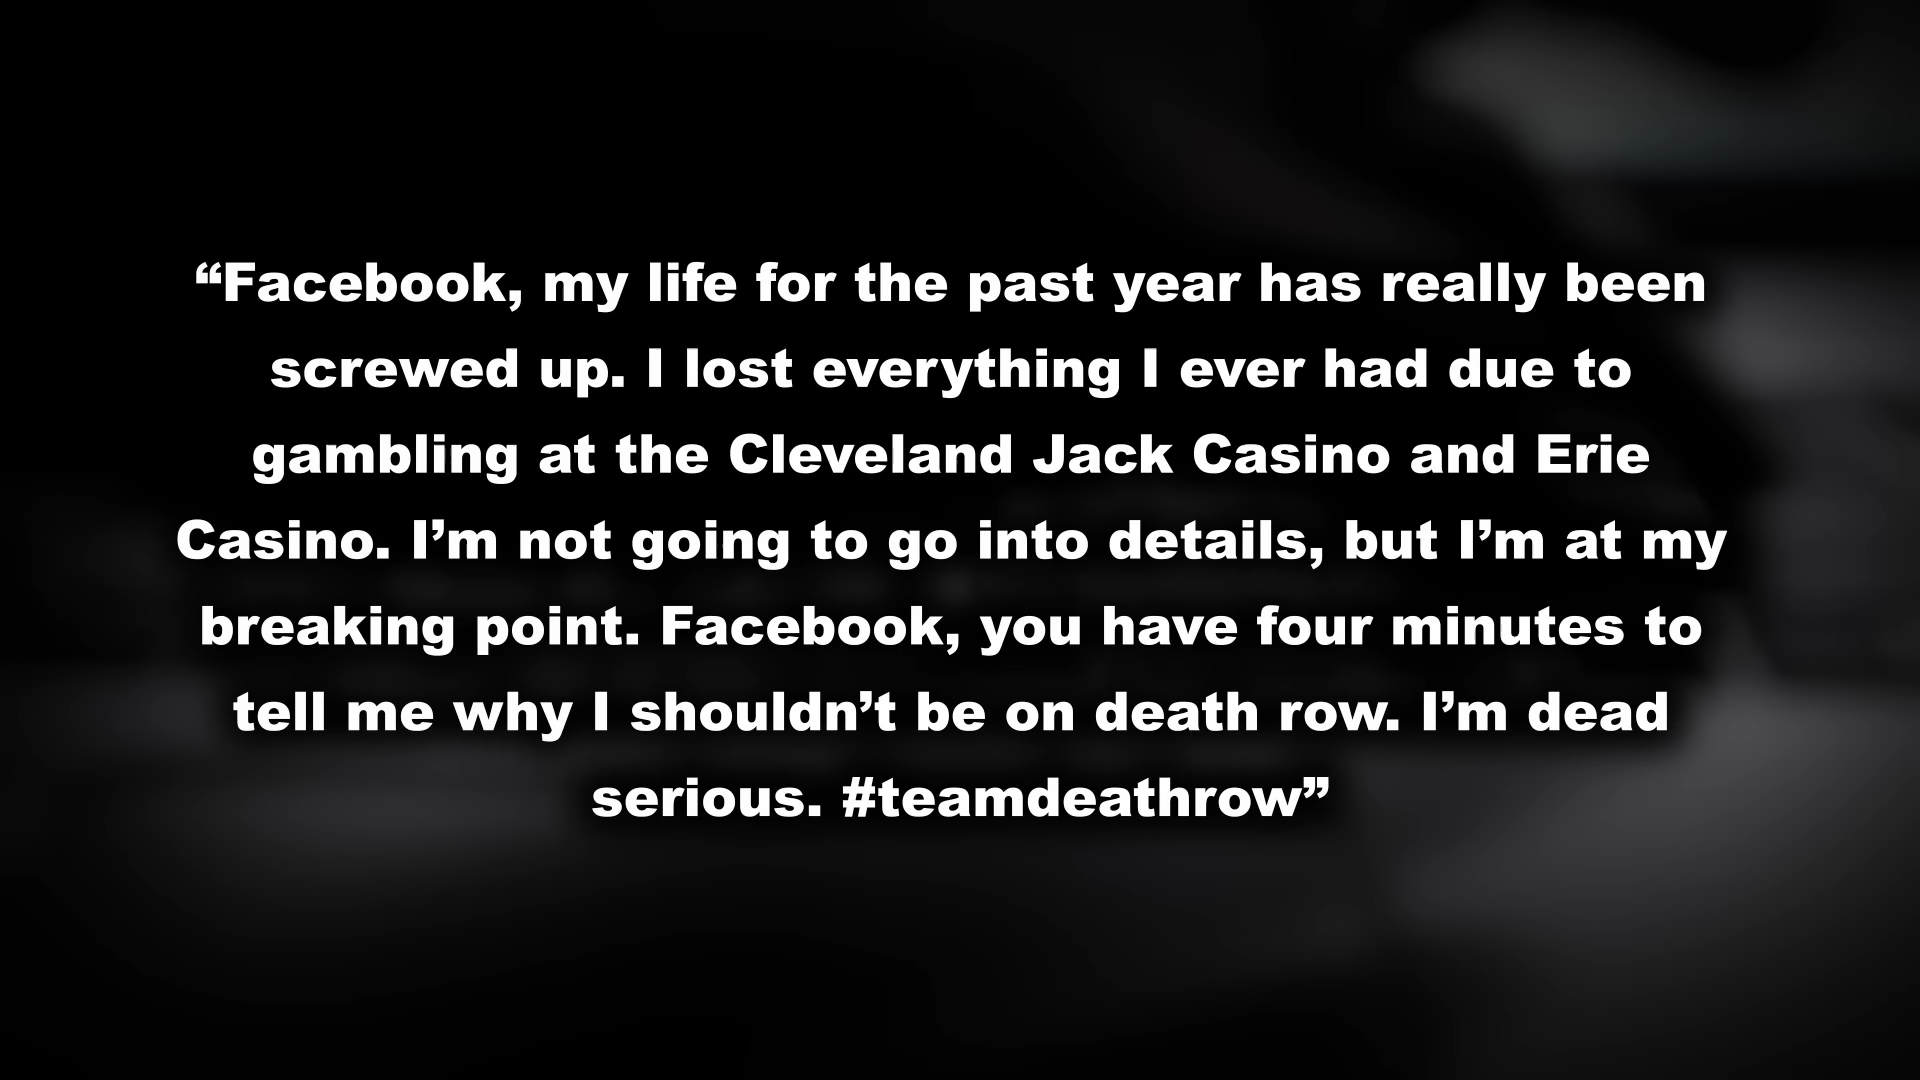 “Facebook, my life for the past year has really been
screwed up. I lost everything I ever had due to
gambling at the Cleveland Jack Casino and Erie
Casino. I’m not going to go into details, but I’m at my
breaking point. Facebook, you have four minutes to
tell me why I shouldn’t be on death row. I’m dead
serious. #teamdeathrow”